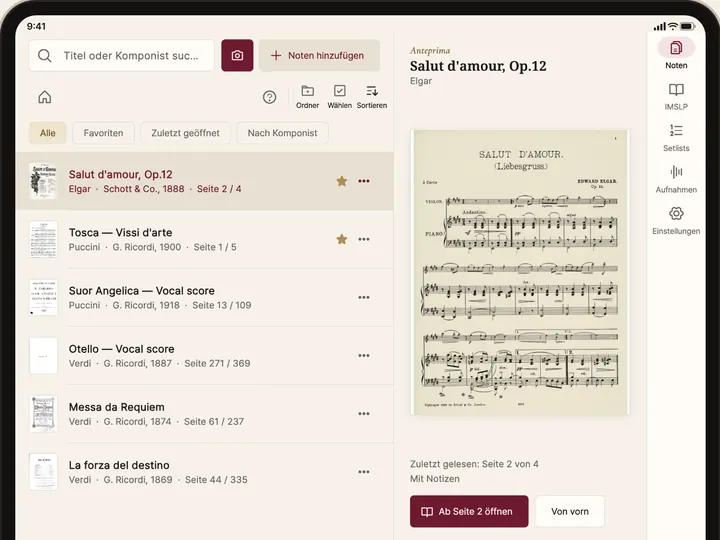 9:41
Titel oder Komponist suc...
Noten hinzufügen
Ordner
Wählen
Sortieren
Alle
Favoriten
Zuletzt geöffnet
Nach Komponist
Salut d'amour, Op.12
Elgar · Schott & Co., 1888 · Seite 2 / 4
Tosca — Vissi d'arte
Puccini · G. Ricordi, 1900 · Seite 1 / 5
Suor Angelica — Vocal score
Puccini · G. Ricordi, 1918 · Seite 13 / 109
Otello — Vocal score
Verdi · G. Ricordi, 1887 · Seite 271 / 369
Messa da Requiem
Verdi · G. Ricordi, 1874 · Seite 61 / 237
La forza del destino
Verdi · G. Ricordi, 1869 · Seite 44 / 335
Anteprima
Salut d'amour, Op.12
Elgar
SALUT D'AMOUR.
(Liebesgruss.)
EDWARD ELGAR.
Op. 12.
VIOLON.
Andantino.
PIANO.
Zuletzt gelesen: Seite 2 von 4
Mit Notizen
Ab Seite 2 öffnen
Von vorn
Noten
IMSLP
Setlists
Aufnahmen
Einstellungen